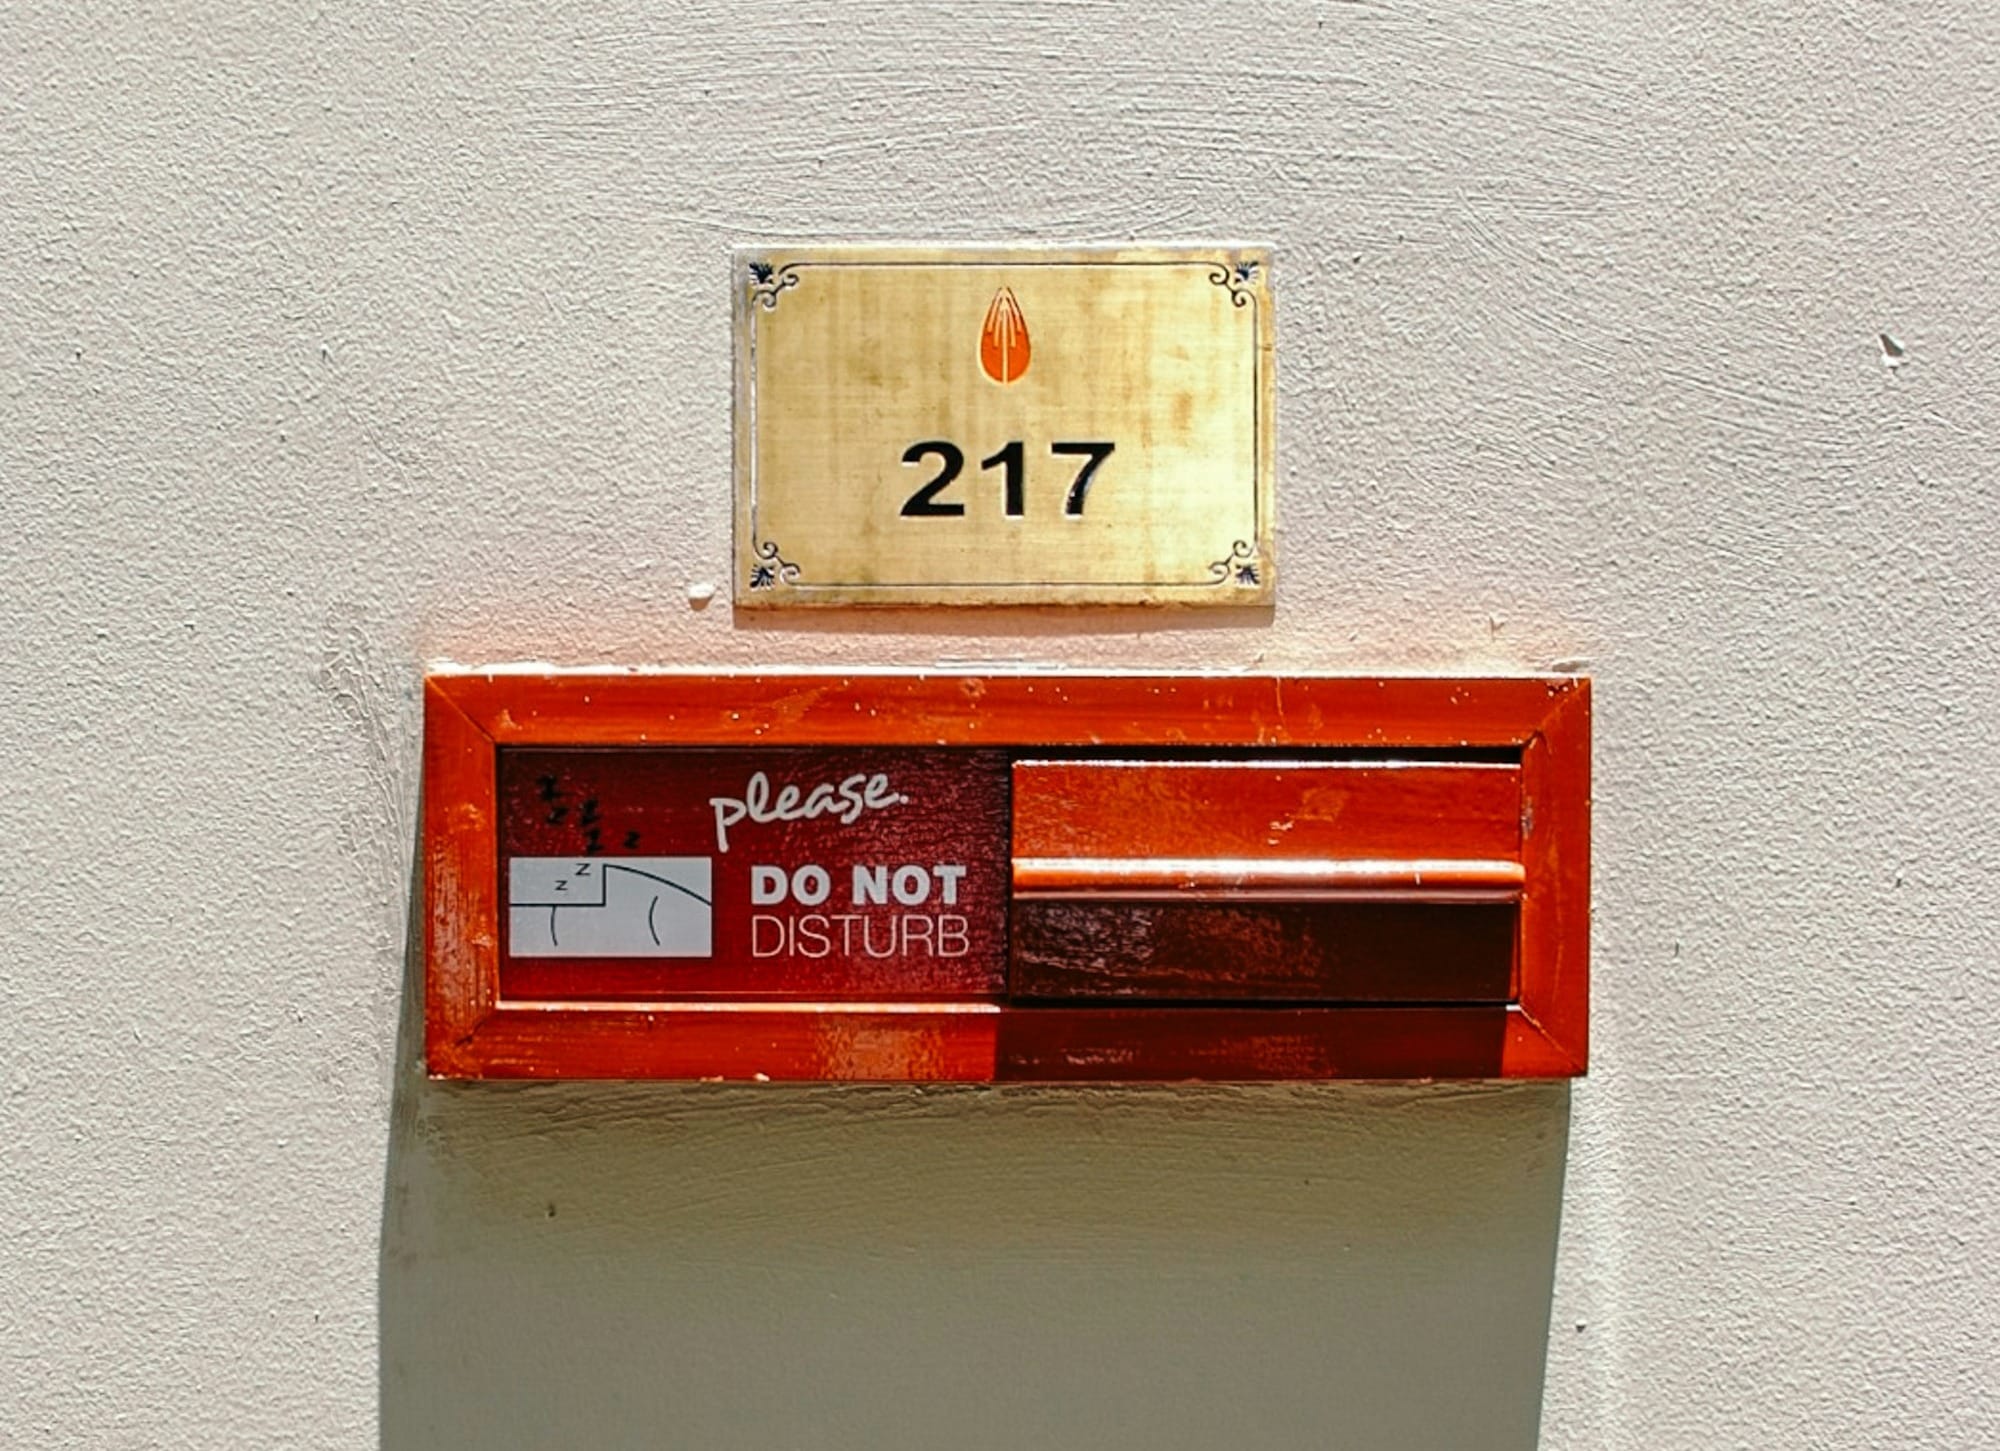 217
please.
DO NOT
DISTURB
z
z z
z z
z
z